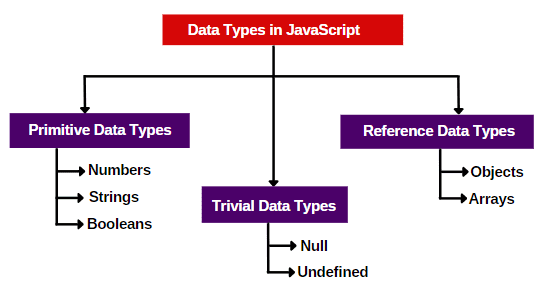 Data Types in JavaScript
Primitive Data Types
Numbers
Strings
Booleans
Trivial Data Types
Null
Undefined
Reference Data Types
Objects
Arrays